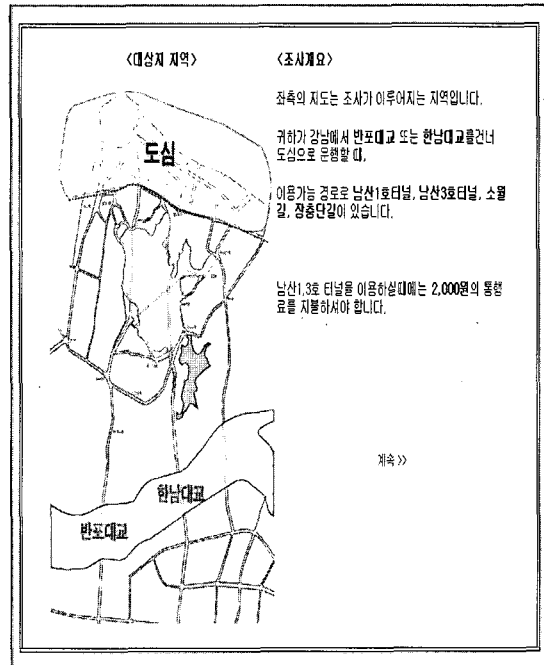 <대상지 지역>
<조사개요>
좌측의 지도는 조사가 이루어지는 지역입니다.
귀하가 강남에서 반포대교 또는 한남대교를건너
도심으로 운행할 때,
이용가능 경로로 남산1호터널, 남산3호터널, 소월
길, 장충단길이 있습니다.
남산1,3호 터널을 이용하실때에는 2,000원의 통행
료를 지불하셔야 합니다.
계속 >>
도심
한남대교
반포대교